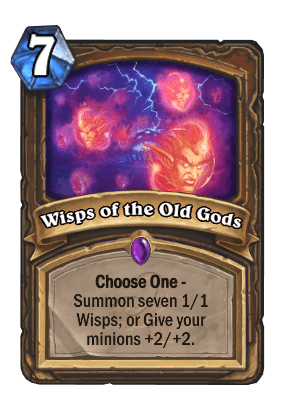 7
Wisps of the Old Gods
Choose One -
Summon seven 1/1
Wisps; or Give your
minions +2/+2.